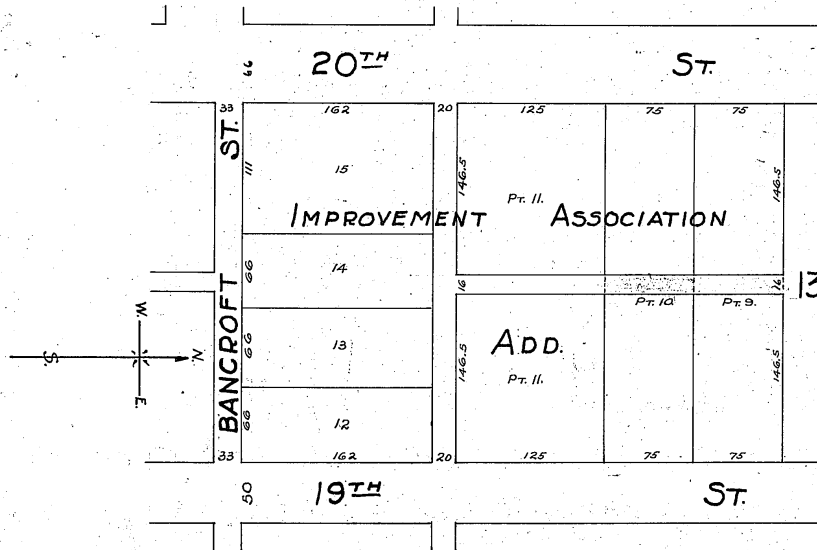 20TH ST.
66
33 162 20 125 75 75
ST.
111 15 146.5 Pt. 11. 146.5
IMPROVEMENT ASSOCIATION
14
66
16 16 13
Pt. 10 Pt. 9.
BANCROFT
W. N. S. E.
66 13
146.5 ADD. 146.5
Pt. 11.
66 12
33 162 20 125 75 75
50 19TH ST.